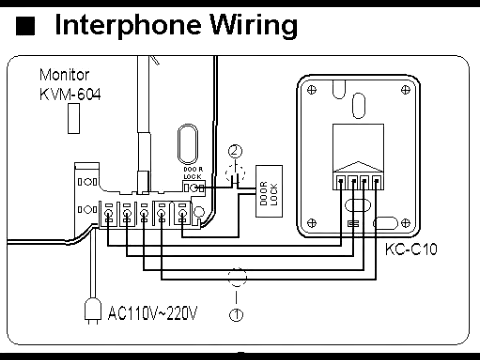 ■ Interphone Wiring
Monitor
KVM-604
②
DOOR
LOCK
DOOR
LOCK
KC-C10
AC110V~220V
①